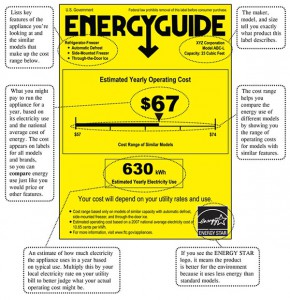 Lists key
features of the
appliance you're
looking at and
the similar
models that
make up the cost
range below.
U.S. Government
Federal law prohibits removal of this label before consumer purchase.
ENERGYGUIDE
Refrigerator-Freezer
• Automatic Defrost
• Side-Mounted Freezer
• Through-the-Door Ice
XYZ Corporation
Model ABC-L
Capacity: 23 Cubic Feet
The maker,
model, and size
tell you exactly
what product this
label describes.
Estimated Yearly Operating Cost
$67
$57
$74
Cost Range of Similar Models
What you might
pay to run the
appliance for a
year, based on
its electricity use
and the national
average cost of
energy. The cost
appears on labels
for all models
and brands,
so you can
compare energy
use just like you
would price or
other features.
The cost range
helps you
compare the
energy use of
different models
by showing you
the range of
operating costs
for models with
similar features.
630 kWh
Estimated Yearly Electricity Use
Your cost will depend on your utility rates and use.
• Cost range based only on models of similar capacity with automatic defrost,
side-mounted freezer, and through-the-door ice.
• Estimated operating cost based on a 2007 national average electricity cost of
10.65 cents per kWh.
• For more information, visit www.ftc.gov/appliances.
ENERGY STAR
An estimate of how much electricity
the appliance uses in a year based
on typical use. Multiply this by your
local electricity rate on your utility
bill to better judge what your
actual operating cost might be.
If you see the ENERGY STAR
logo, it means the product
is better for the environment
because it uses less energy than
standard models.